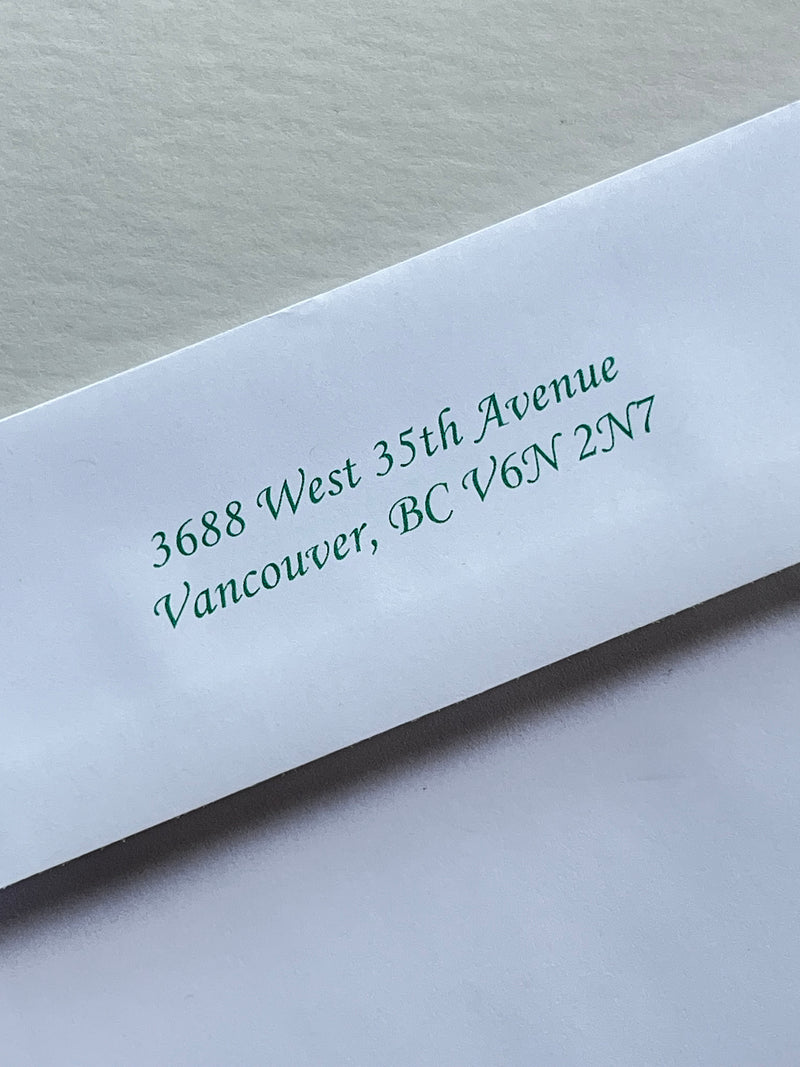 3688 West 35th Avenue
Vancouver, BC V6N 2N7